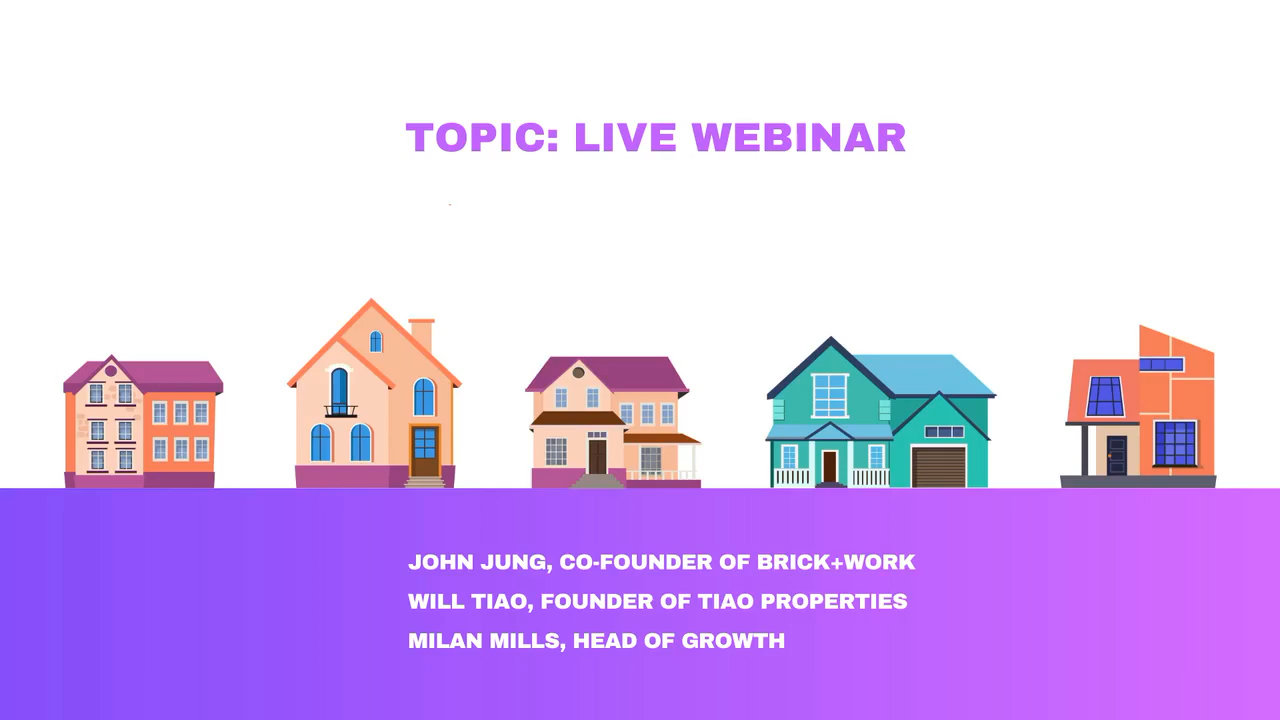 TOPIC: LIVE WEBINAR
JOHN JUNG, CO-FOUNDER OF BRICK+WORK
WILL TIAO, FOUNDER OF TIAO PROPERTIES
MILAN MILLS, HEAD OF GROWTH